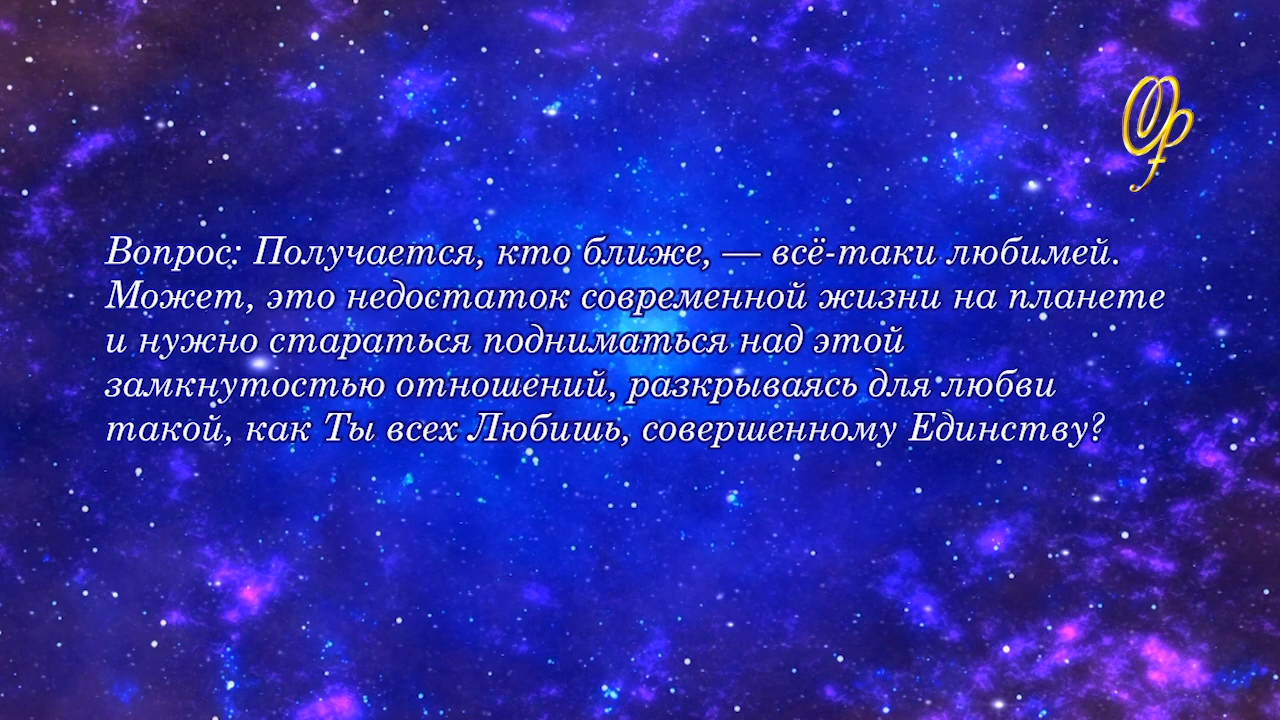 Вопрос: Получается, кто ближе, — всё-таки любимей.
Может, это недостаток современной жизни на планете
и нужно стараться подниматься над этой
замкнутостью отношений, разкрываясь для любви
такой, как Ты всех Любишь, совершенному Единству?